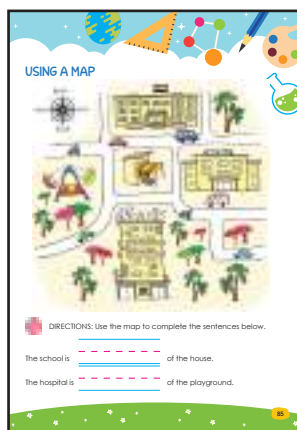 USING A MAP
DIRECTIONS: Use the map to complete the sentences below.
The school is of the house.
The hospital is of the playground.
85